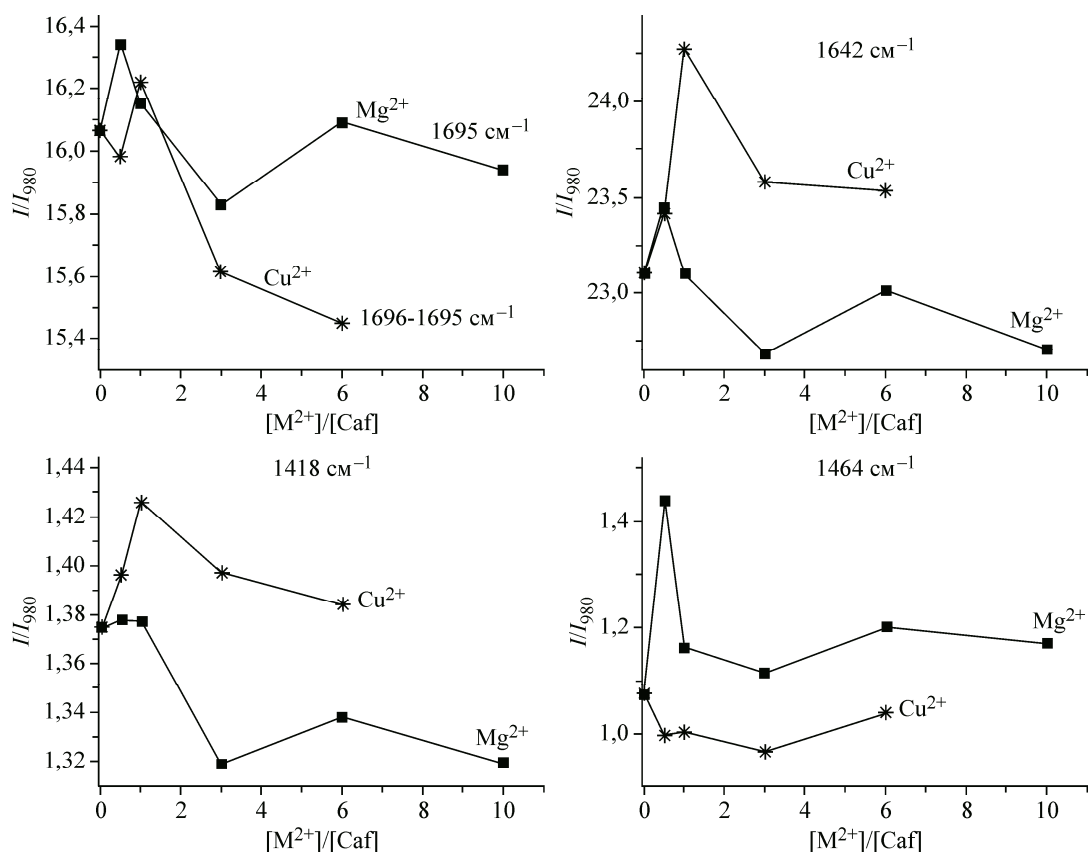 16,4
16,2
16,0
15,8
15,6
15,4
I/I980
Mg2+
1695 см–1
Cu2+
1696-1695 см–1
0 2 4 6 8 10
[M2+]/[Caf]
1642 см–1
24,0
23,5
23,0
I/I980
Cu2+
Mg2+
0 2 4 6 8 10
[M2+]/[Caf]
1418 см–1
1,44
1,42
1,40
1,38
1,36
1,34
1,32
I/I980
Cu2+
Mg2+
0 2 4 6 8 10
[M2+]/[Caf]
1464 см–1
1,4
1,2
1,0
I/I980
Mg2+
Cu2+
0 2 4 6 8 10
[M2+]/[Caf]